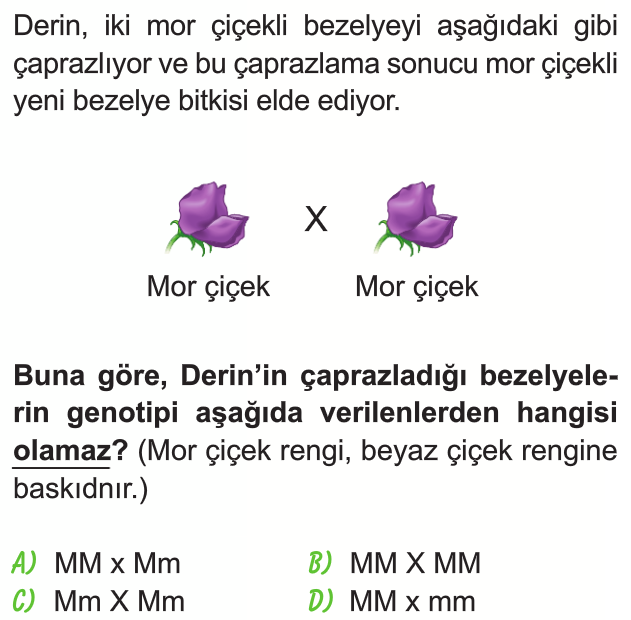 Derin, iki mor çiçekli bezelyeyi aşağıdaki gibi
çaprazlıyor ve bu çaprazlama sonucu mor çiçekli
yeni bezelye bitkisi elde ediyor.
X
Mor çiçek Mor çiçek
Buna göre, Derin'in çaprazladığı bezelyele-
rin genotipi aşağıda verilenlerden hangisi
olamaz? (Mor çiçek rengi, beyaz çiçek rengine
baskıdnır.)
A) MM x Mm B) MM X MM
C) Mm X Mm D) MM x mm